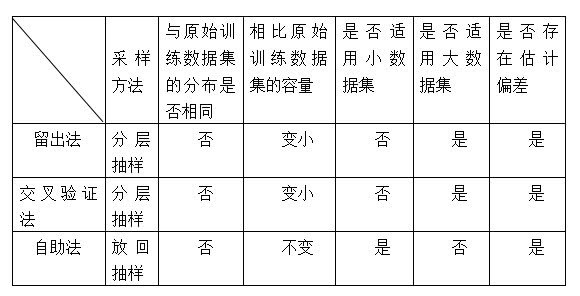 采样方法 与原始训练数据集的分布是否相同 相比原始训练数据集的容量 是否适用小数据集 是否适用大数据集 是否存在估计偏差
留出法 分层抽样 否 变小 否 是 是
交叉验证法 分层抽样 否 变小 否 是 是
自助法 放回抽样 否 不变 是 否 是